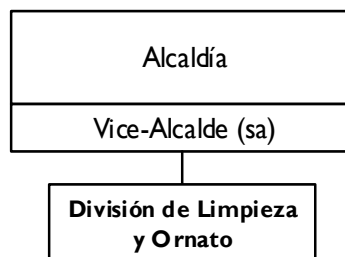 Alcaldía
Vice-Alcalde (sa)
División de Limpieza
y Ornato